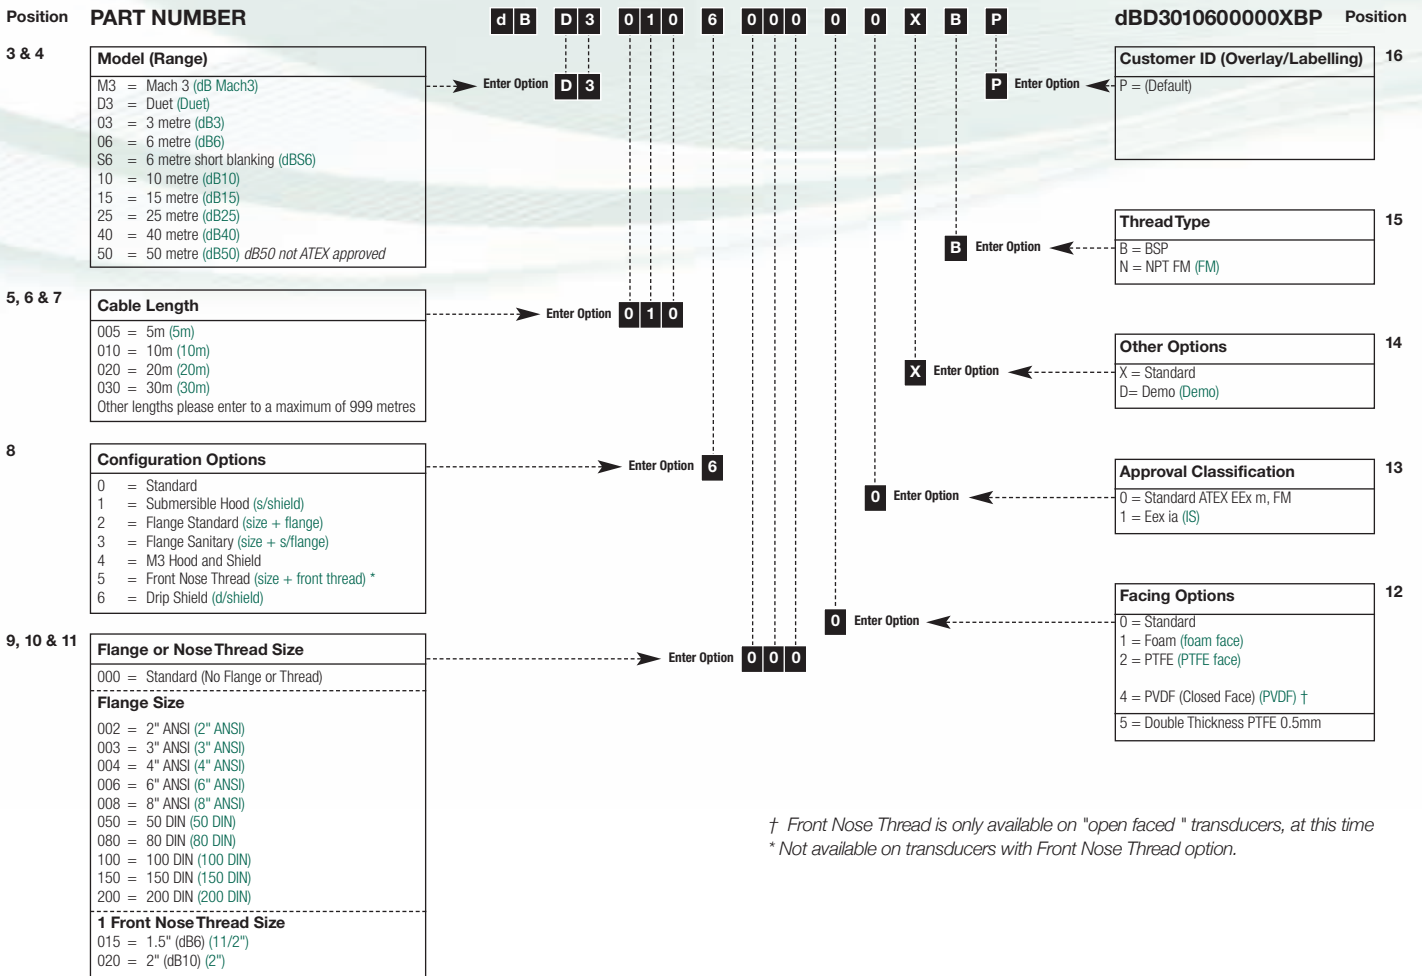 Position PART NUMBER d B D 3 0 1 0 6 0 0 0 0 0 X B P dBD3010600000XBP Position
3 & 4
Model (Range)
M3 = Mach 3 (dB Mach3)
D3 = Duet (Duet)
03 = 3 metre (dB3)
06 = 6 metre (dB6)
S6 = 6 metre short blanking (dBS6)
10 = 10 metre (dB10)
15 = 15 metre (dB15)
25 = 25 metre (dB25)
40 = 40 metre (dB40)
50 = 50 metre (dB50) dB50 not ATEX approved
Enter Option D 3
5, 6 & 7
Cable Length
005 = 5m (5m)
010 = 10m (10m)
020 = 20m (20m)
030 = 30m (30m)
Other lengths please enter to a maximum of 999 metres
Enter Option 0 1 0
8
Configuration Options
0 = Standard
1 = Submersible Hood (s/shield)
2 = Flange Standard (size + flange)
3 = Flange Sanitary (size + s/flange)
4 = M3 Hood and Shield
5 = Front Nose Thread (size + front thread) *
6 = Drip Shield (d/shield)
Enter Option 6
9, 10 & 11
Flange or Nose Thread Size
000 = Standard (No Flange or Thread)
Flange Size
002 = 2" ANSI (2" ANSI)
003 = 3" ANSI (3" ANSI)
004 = 4" ANSI (4" ANSI)
006 = 6" ANSI (6" ANSI)
008 = 8" ANSI (8" ANSI)
050 = 50 DIN (50 DIN)
080 = 80 DIN (80 DIN)
100 = 100 DIN (100 DIN)
150 = 150 DIN (150 DIN)
200 = 200 DIN (200 DIN)
1 Front Nose Thread Size
015 = 1.5" (dB6) (11/2")
020 = 2" (dB10) (2")
Enter Option 0 0 0
16
Customer ID (Overlay/Labelling)
P = (Default)
P Enter Option
15
Thread Type
B = BSP
N = NPT FM (FM)
B Enter Option
14
Other Options
X = Standard
D= Demo (Demo)
X Enter Option
13
Approval Classification
0 = Standard ATEX EEx m, FM
1 = Eex ia (IS)
0 Enter Option
12
Facing Options
0 = Standard
1 = Foam (foam face)
2 = PTFE (PTFE face)
4 = PVDF (Closed Face) (PVDF) †
5 = Double Thickness PTFE 0.5mm
0 Enter Option
† Front Nose Thread is only available on "open faced " transducers, at this time
* Not available on transducers with Front Nose Thread option.